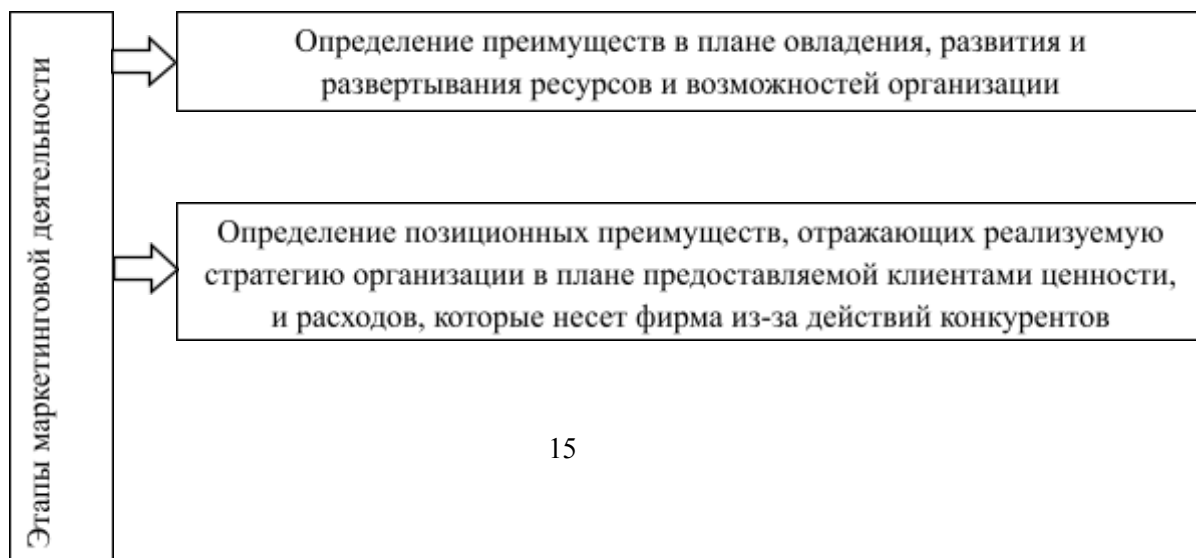 Этапы маркетинговой деятельности
Определение преимуществ в плане овладения, развития и
развертывания ресурсов и возможностей организации
Определение позиционных преимуществ, отражающих реализуемую
стратегию организации в плане предоставляемой клиентами ценности,
и расходов, которые несет фирма из-за действий конкурентов
15